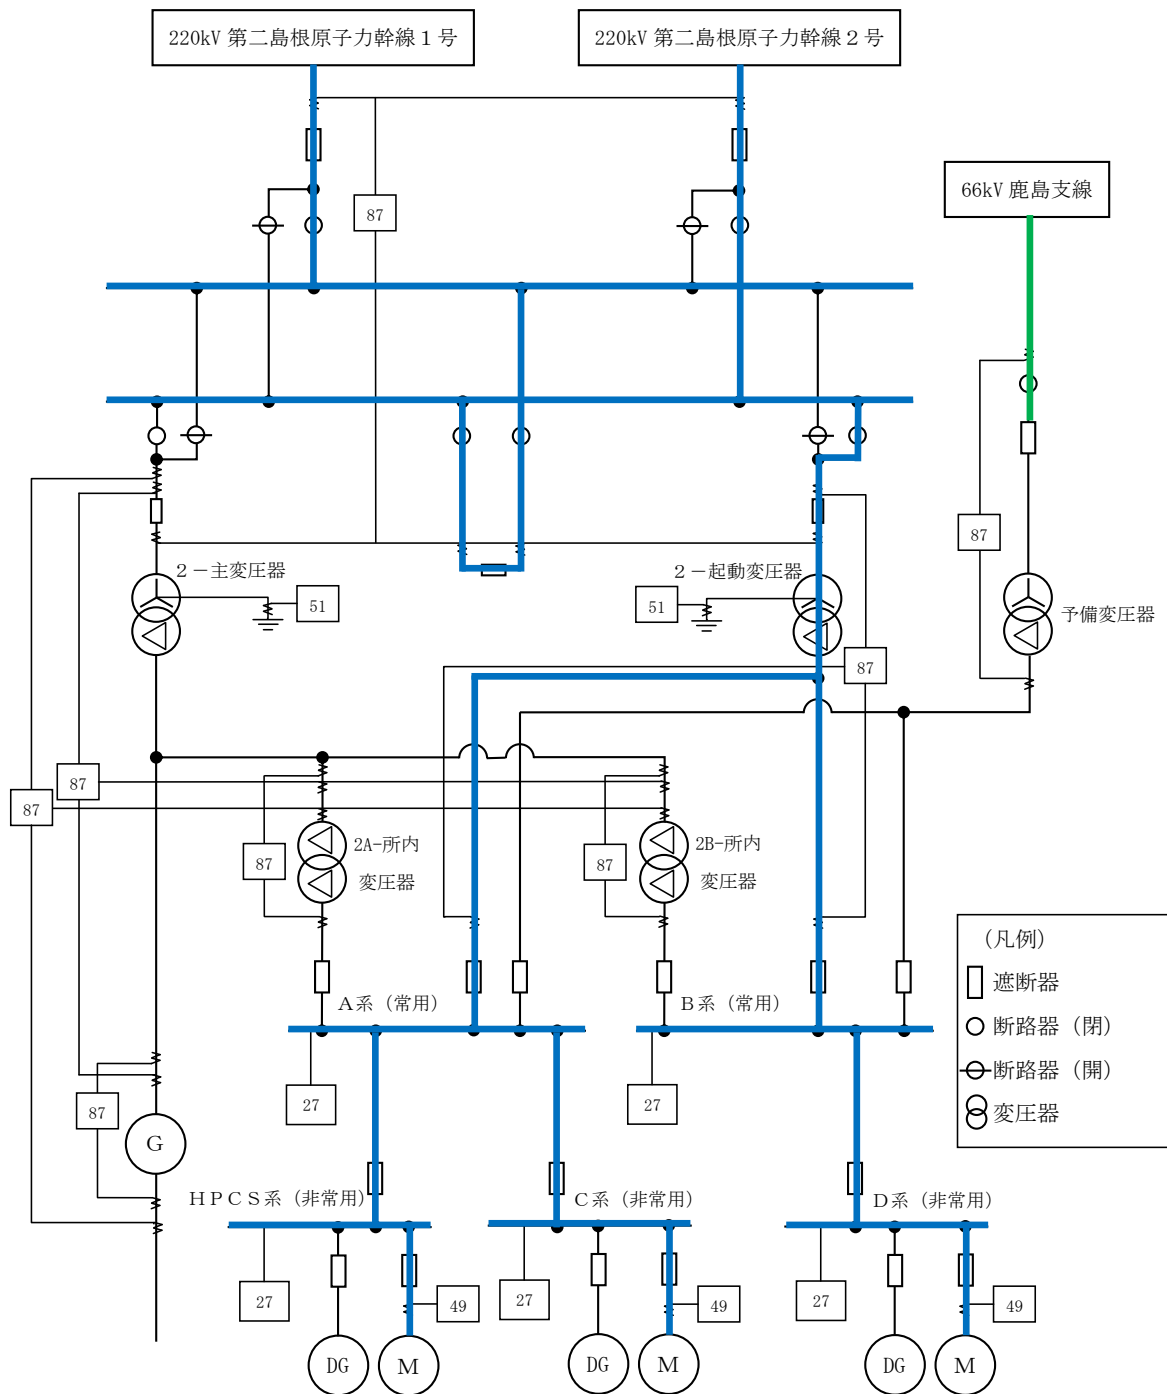 220kV 第二島根原子力幹線１号
220kV 第二島根原子力幹線２号
66kV 鹿島支線
87
87
２－主変圧器
51
２－起動変圧器
51
予備変圧器
87
87
87
2A-所内
変圧器
87
2B-所内
変圧器
87
(凡例)
遮断器
断路器（閉）
断路器（開）
変圧器
Ａ系（常用）
Ｂ系（常用）
27
27
87
G
ＨＰＣＳ系（非常用）
Ｃ系（非常用）
Ｄ系（非常用）
27
49
27
49
27
49
DG
M
DG
M
DG
M